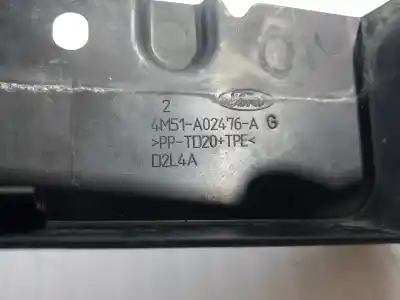 2
Ford
4M51-A02476-A G
>PP-TD20+TPE<
D2L4A